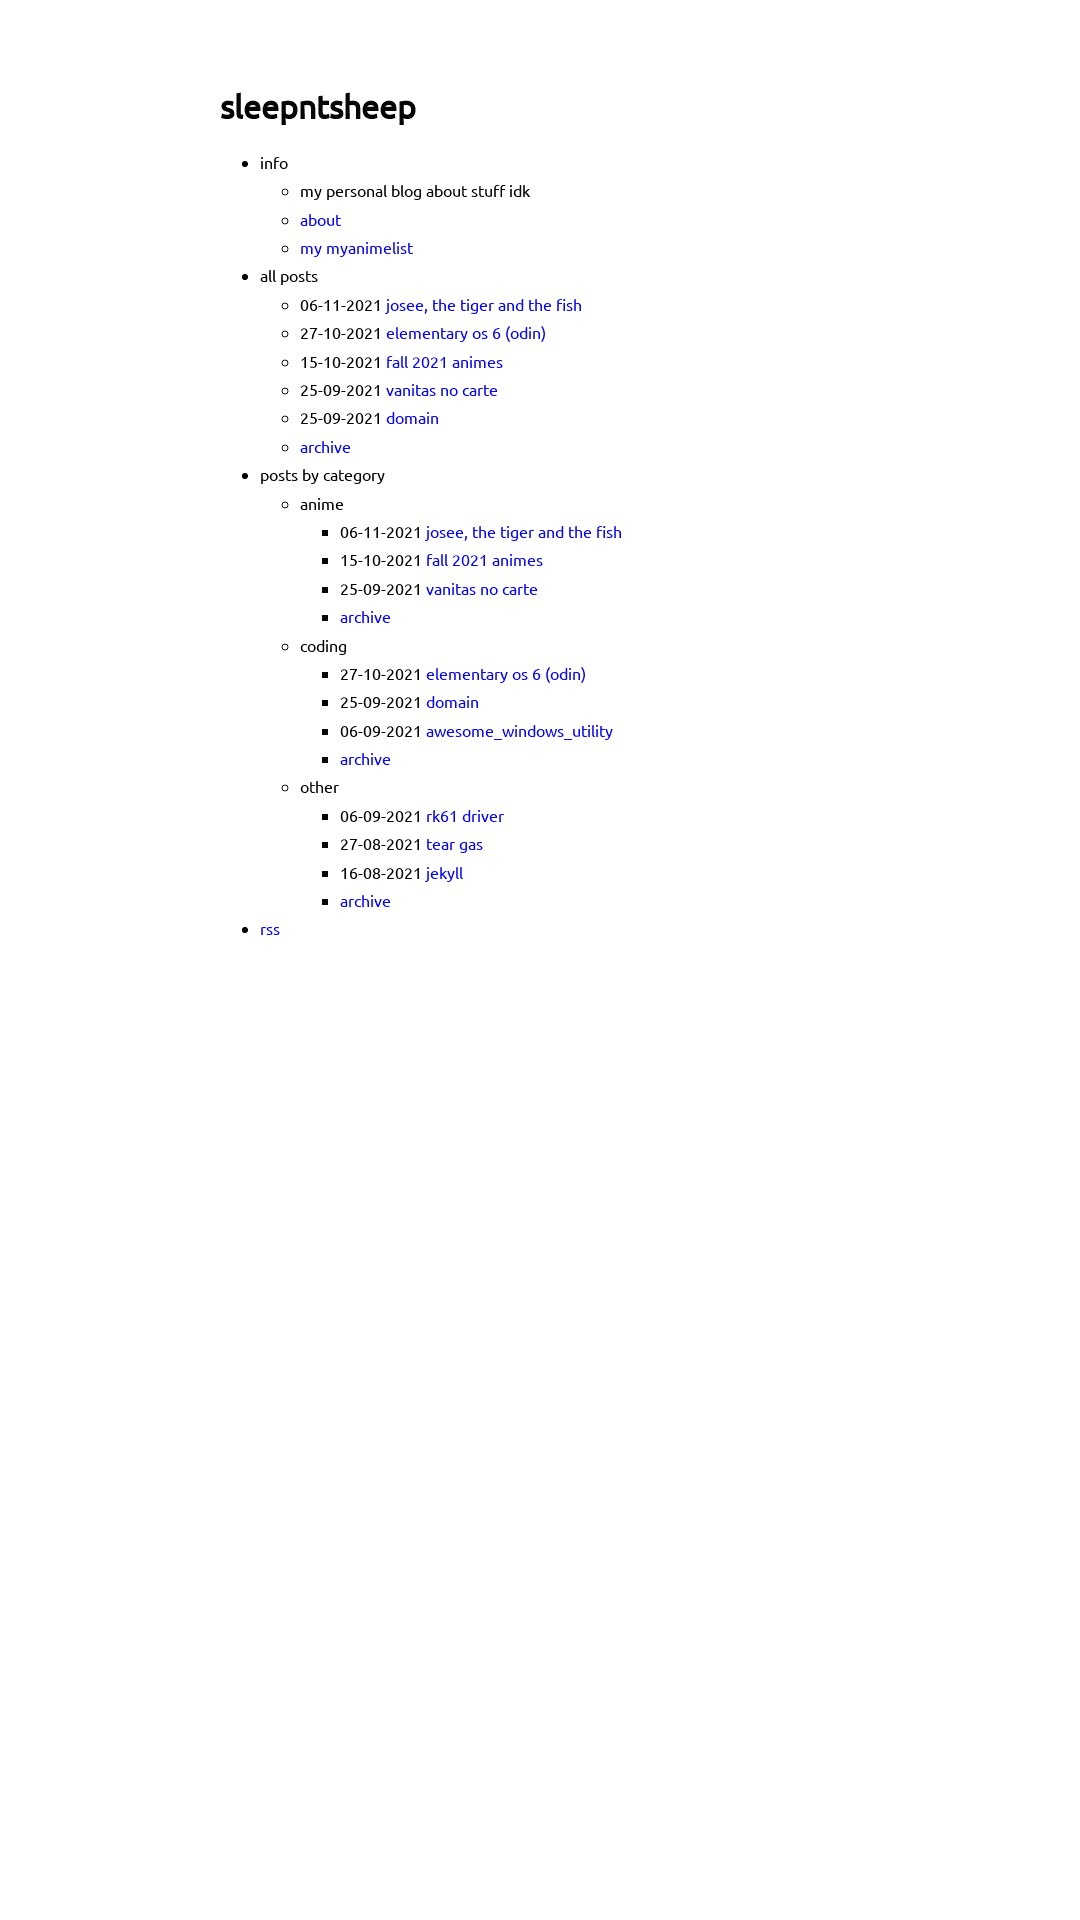 sleepntsheep
info
my personal blog about stuff idk
about
my myanimelist
all posts
06-11-2021 josee, the tiger and the fish
27-10-2021 elementary os 6 (odin)
15-10-2021 fall 2021 animes
25-09-2021 vanitas no carte
25-09-2021 domain
archive
posts by category
anime
06-11-2021 josee, the tiger and the fish
15-10-2021 fall 2021 animes
25-09-2021 vanitas no carte
archive
coding
27-10-2021 elementary os 6 (odin)
25-09-2021 domain
06-09-2021 awesome_windows_utility
archive
other
06-09-2021 rk61 driver
27-08-2021 tear gas
16-08-2021 jekyll
archive
rss